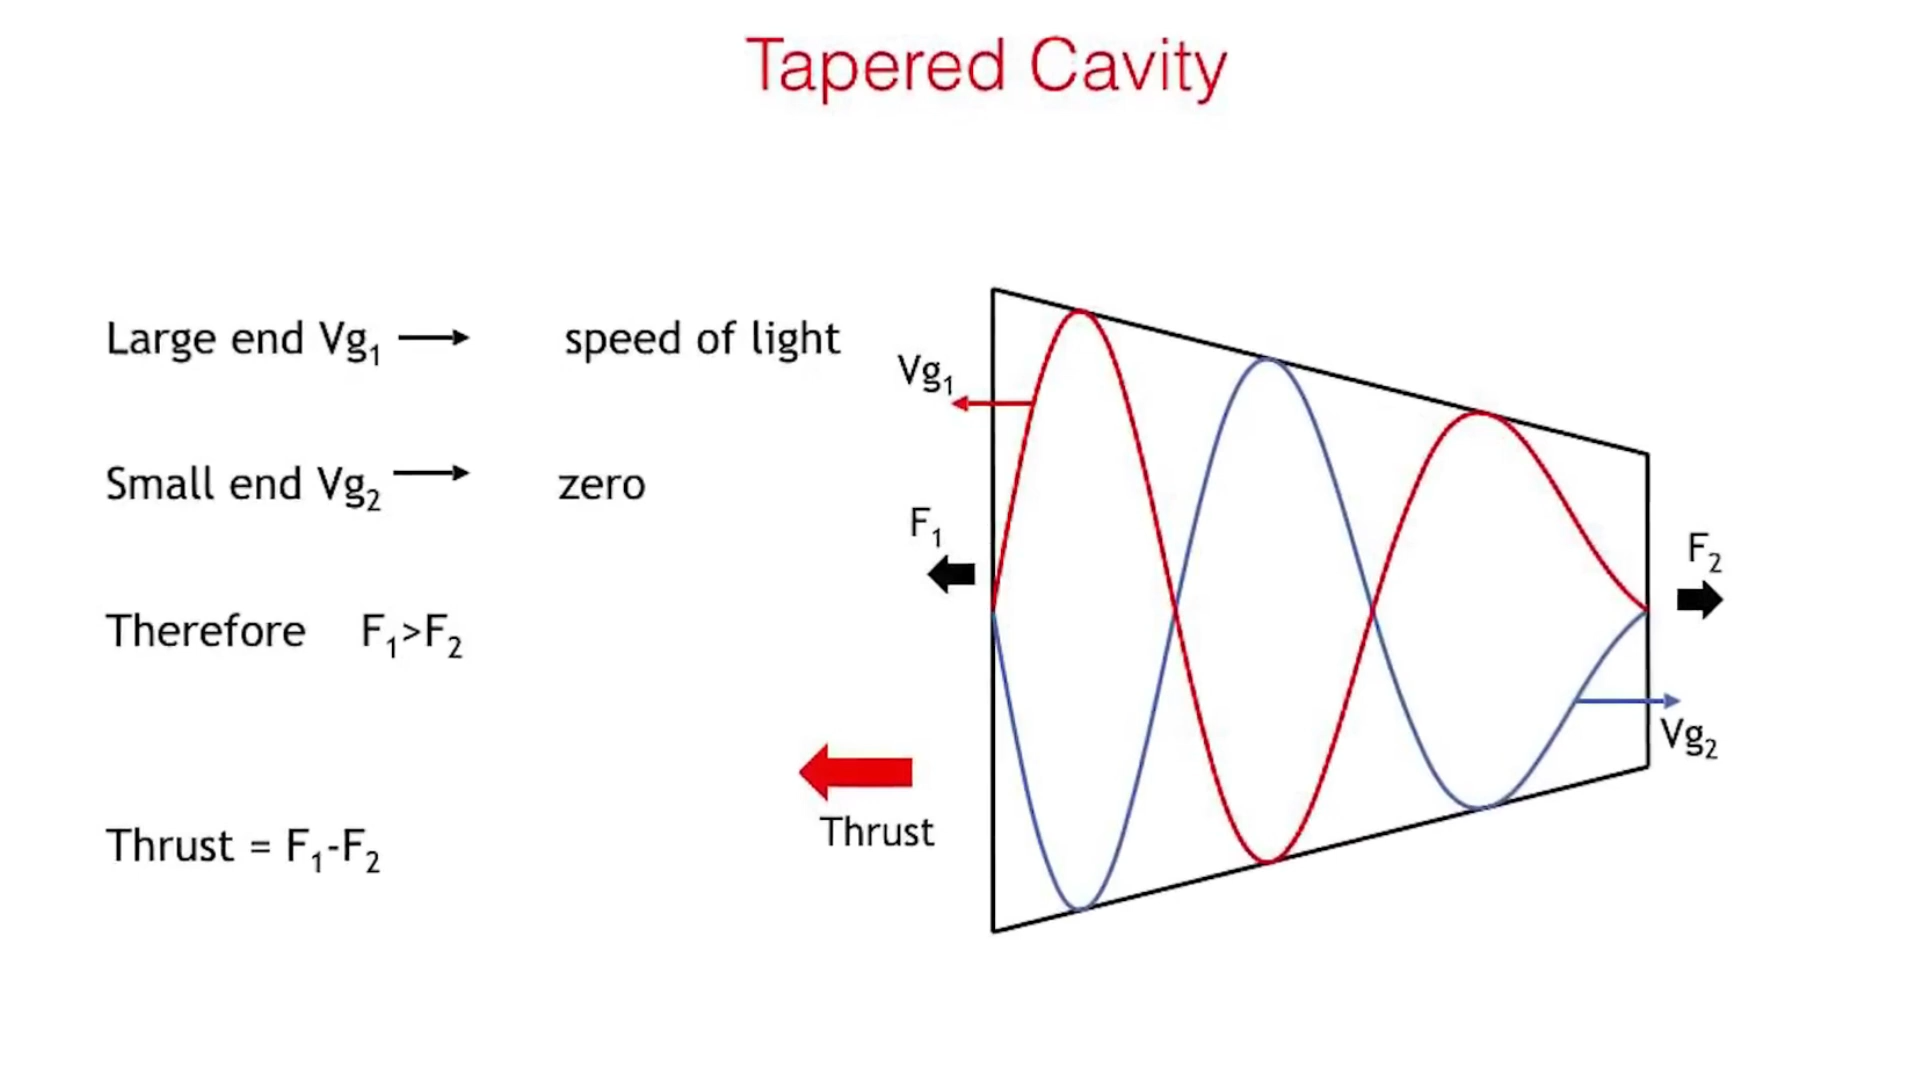 Tapered Cavity
Large end Vg₁ → speed of light
Small end Vg₂ → zero
Therefore F₁>F₂
Thrust = F₁-F₂
Vg₁
F₁
Thrust
F₂
Vg₂